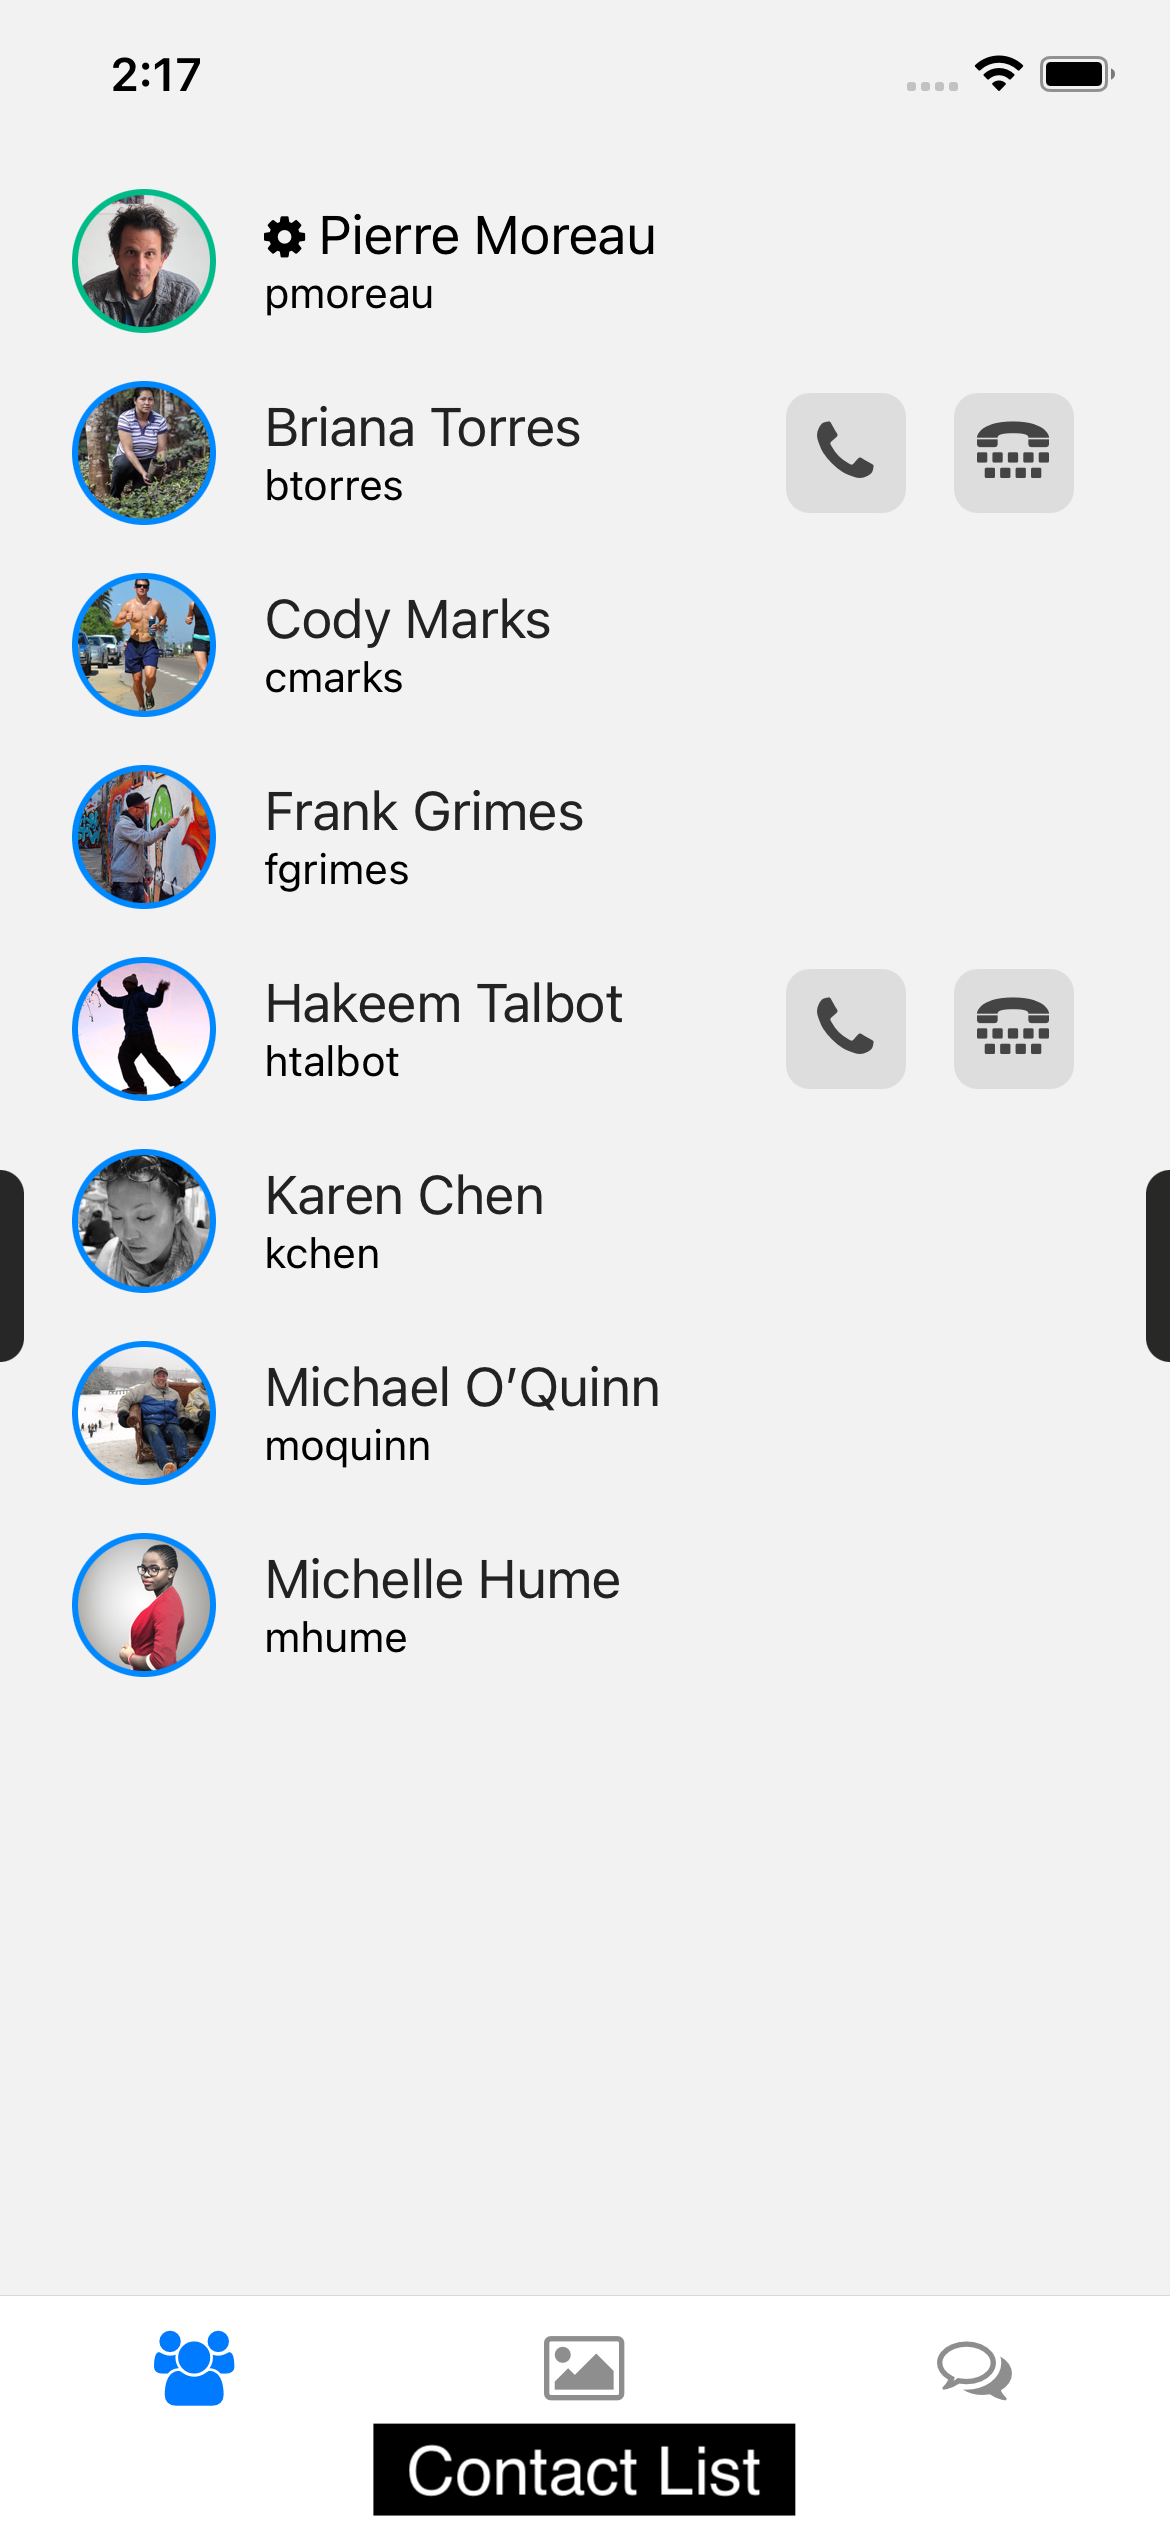 2:17
Pierre Moreau
pmoreau
Briana Torres
btorres
Cody Marks
cmarks
Frank Grimes
fgrimes
Hakeem Talbot
htalbot
Karen Chen
kchen
Michael O’Quinn
moquinn
Michelle Hume
mhume
Contact List